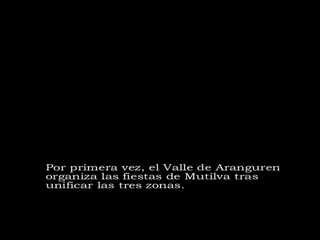 Por primera vez, el Valle de Aranguren
organiza las fiestas de Mutilva tras
unificar las tres zonas.